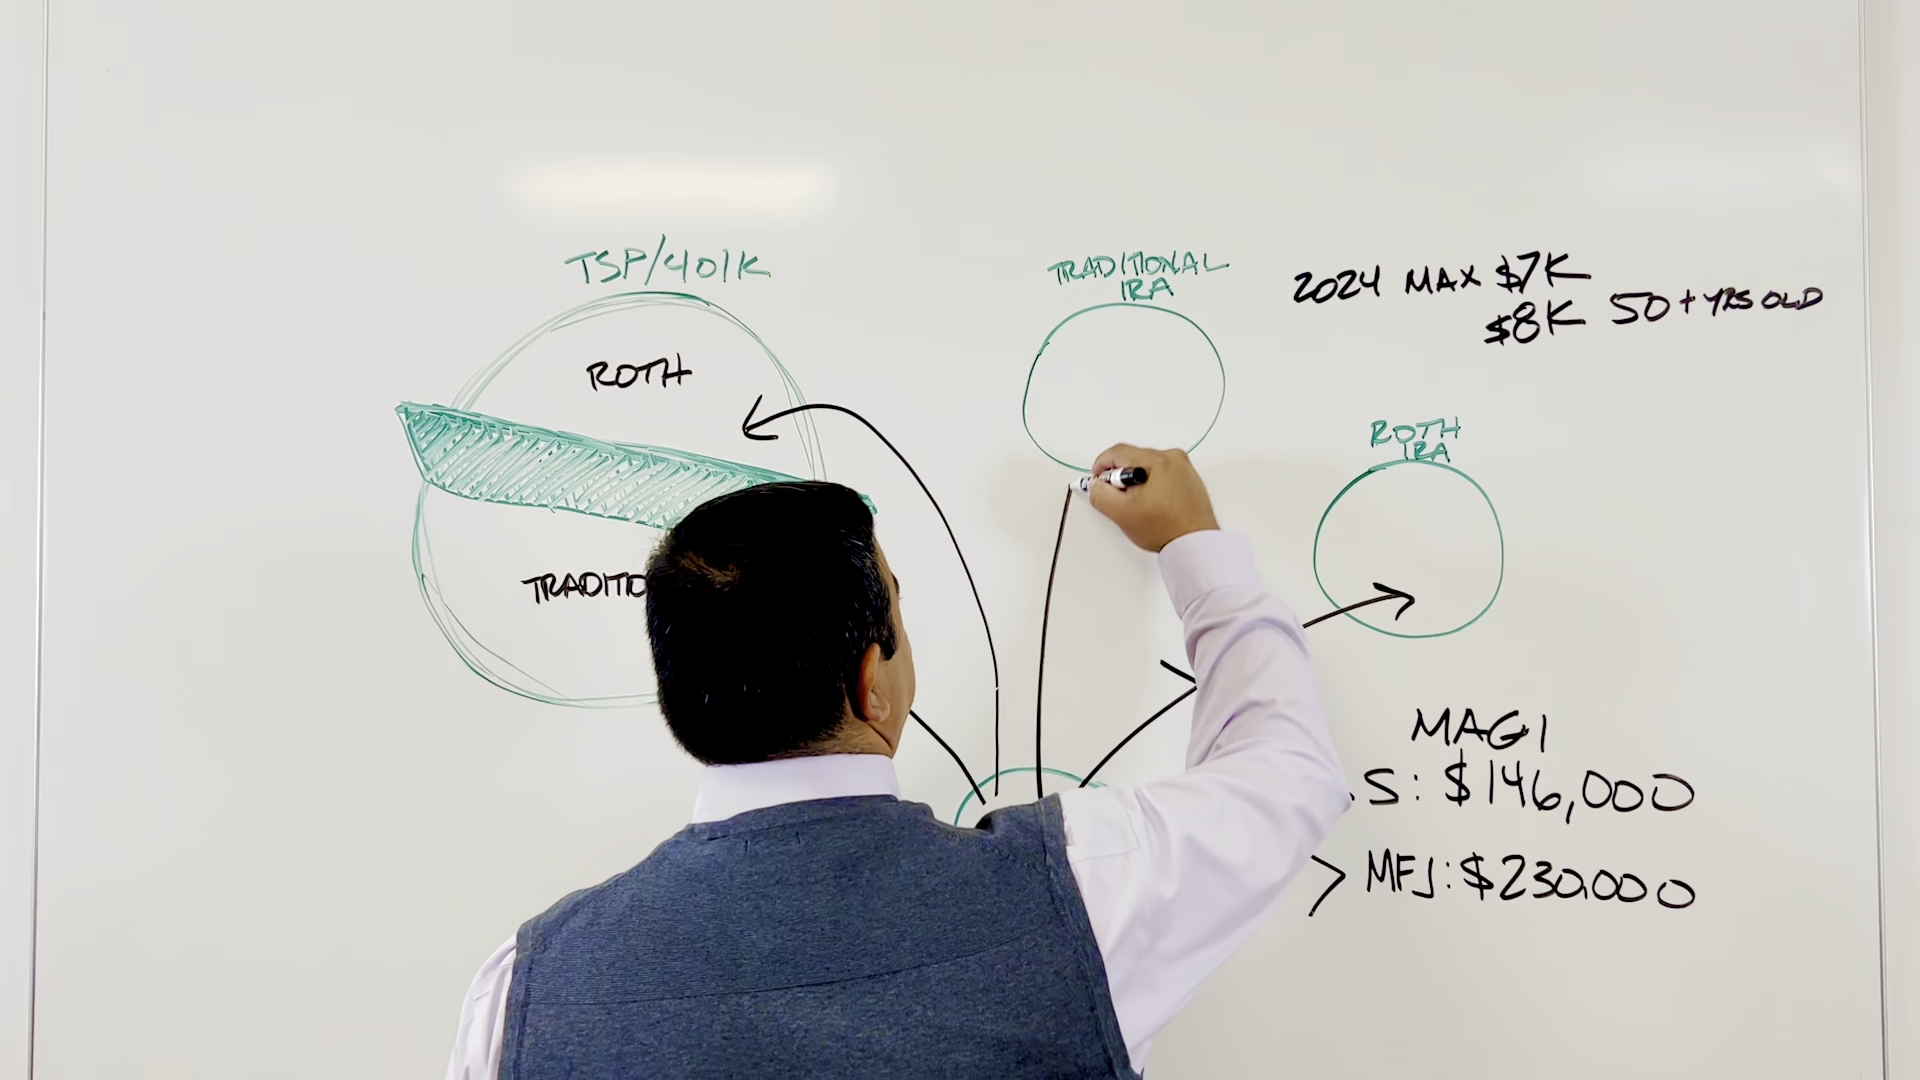 TSP/401K
ROTH
TRADITIO
TRADITIONAL
IRA
2024 MAX $7K
$8K 50+ YRS OLD
ROTH
IRA
MAGI
S: $146,000
> MFJ: $230,000